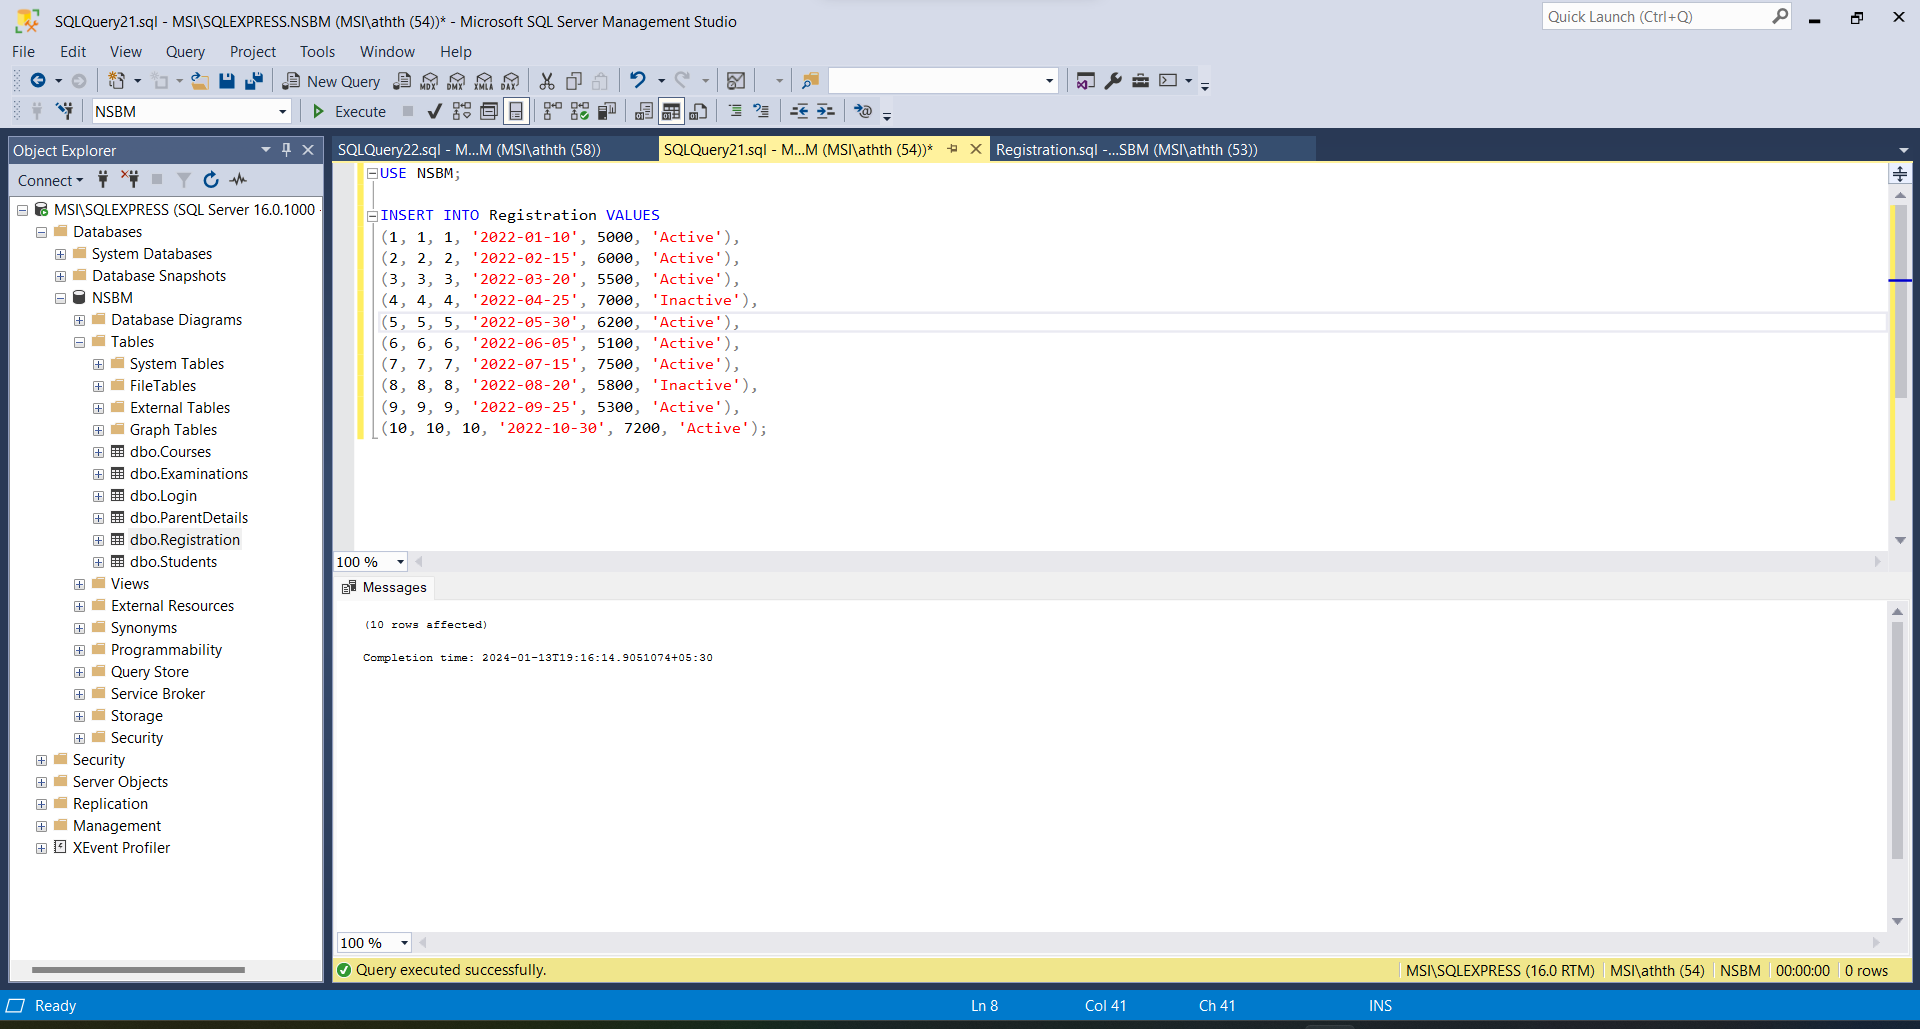 SQLQuery21.sql - MSI\SQLEXPRESS.NSBM (MSI\athth (54))* - Microsoft SQL Server Management Studio
Quick Launch (Ctrl+Q)
File Edit View Query Project Tools Window Help
New Query MDX DMX XMLA DAX
NSBM Execute
Object Explorer
SQLQuery22.sql - M...M (MSI\athth (58))
SQLQuery21.sql - M...M (MSI\athth (54))*
Registration.sql -...SBM (MSI\athth (53))
Connect
MSI\SQLEXPRESS (SQL Server 16.0.1000 -
Databases
System Databases
Database Snapshots
NSBM
Database Diagrams
Tables
System Tables
FileTables
External Tables
Graph Tables
dbo.Courses
dbo.Examinations
dbo.Login
dbo.ParentDetails
dbo.Registration
dbo.Students
Views
External Resources
Synonyms
Programmability
Query Store
Service Broker
Storage
Security
Security
Server Objects
Replication
Management
XEvent Profiler
USE NSBM;
INSERT INTO Registration VALUES
(1, 1, 1, '2022-01-10', 5000, 'Active'),
(2, 2, 2, '2022-02-15', 6000, 'Active'),
(3, 3, 3, '2022-03-20', 5500, 'Active'),
(4, 4, 4, '2022-04-25', 7000, 'Inactive'),
(5, 5, 5, '2022-05-30', 6200, 'Active'),
(6, 6, 6, '2022-06-05', 5100, 'Active'),
(7, 7, 7, '2022-07-15', 7500, 'Active'),
(8, 8, 8, '2022-08-20', 5800, 'Inactive'),
(9, 9, 9, '2022-09-25', 5300, 'Active'),
(10, 10, 10, '2022-10-30', 7200, 'Active');
100 %
Messages
(10 rows affected)
Completion time: 2024-01-13T19:16:14.9051074+05:30
100 %
Query executed successfully.
MSI\SQLEXPRESS (16.0 RTM) MSI\athth (54) NSBM 00:00:00 0 rows
Ready Ln 8 Col 41 Ch 41 INS